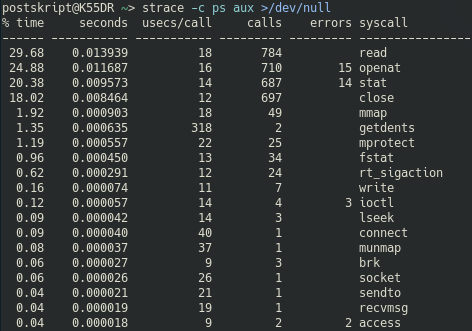 postskript@K55DR ~> strace -c ps aux >/dev/null
% time     seconds  usecs/call     calls    errors syscall
------ ----------- ----------- --------- --------- ----------------
 29.68    0.013939          18       784           read
 24.88    0.011687          16       710        15 openat
 20.38    0.009573          14       687        14 stat
 18.02    0.008464          12       697           close
  1.92    0.000903          18        49           mmap
  1.35    0.000635         318         2           getdents
  1.19    0.000557          22        25           mprotect
  0.96    0.000450          13        34           fstat
  0.62    0.000291          12        24           rt_sigaction
  0.16    0.000074          11         7           write
  0.12    0.000057          14         4         3 ioctl
  0.09    0.000042          14         3           lseek
  0.09    0.000040          40         1           connect
  0.08    0.000037          37         1           munmap
  0.06    0.000027           9         3           brk
  0.06    0.000026          26         1           socket
  0.04    0.000021          21         1           sendto
  0.04    0.000019          19         1           recvmsg
  0.04    0.000018           9         2         2 access